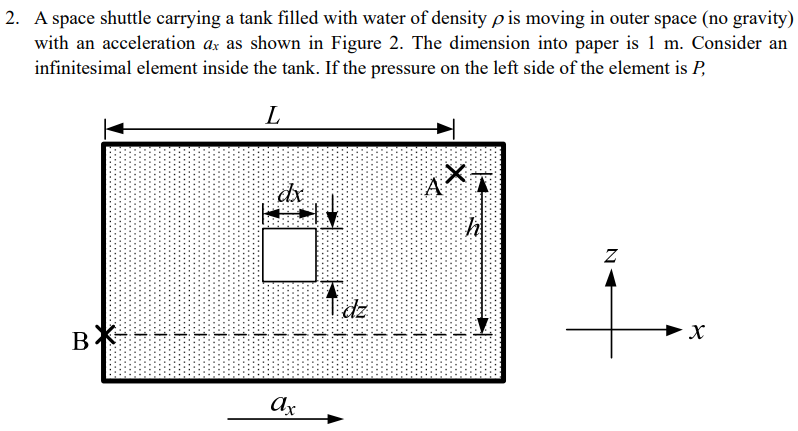 2. A space shuttle carrying a tank filled with water of density ρ is moving in outer space (no gravity)
with an acceleration ax as shown in Figure 2. The dimension into paper is 1 m. Consider an
infinitesimal element inside the tank. If the pressure on the left side of the element is P,
L
A
dx
h
z
dz
B
x
ax